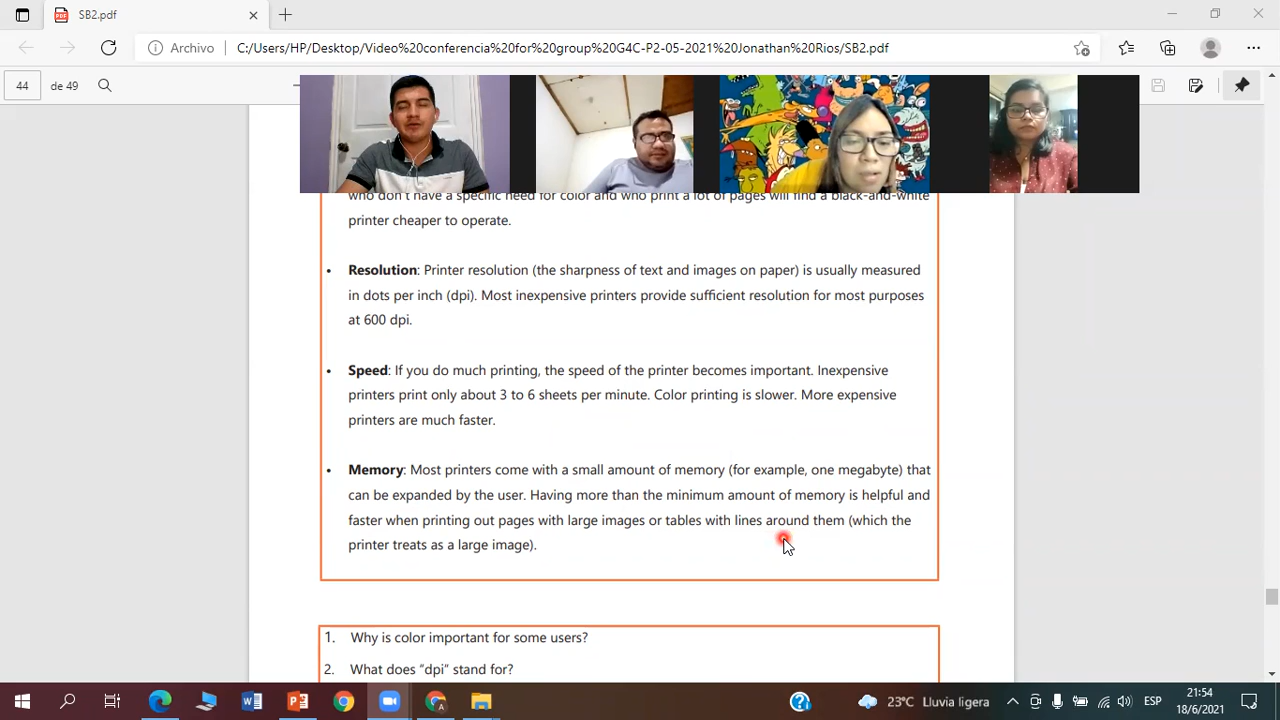 SB2.pdf
Archivo C:/Users/HP/Desktop/Video%20conferencia%20for%20group%20G4C-P2-05-2021%20Jonathan%20Rios/SB2.pdf
44 de 49
who don't have a specific need for color and who print a lot of pages will find a black-and-white
printer cheaper to operate.
• Resolution: Printer resolution (the sharpness of text and images on paper) is usually measured
in dots per inch (dpi). Most inexpensive printers provide sufficient resolution for most purposes
at 600 dpi.
• Speed: If you do much printing, the speed of the printer becomes important. Inexpensive
printers print only about 3 to 6 sheets per minute. Color printing is slower. More expensive
printers are much faster.
• Memory: Most printers come with a small amount of memory (for example, one megabyte) that
can be expanded by the user. Having more than the minimum amount of memory is helpful and
faster when printing out pages with large images or tables with lines around them (which the
printer treats as a large image).
1. Why is color important for some users?
2. What does "dpi" stand for?
23°C Lluvia ligera ESP 21:54
18/6/2021